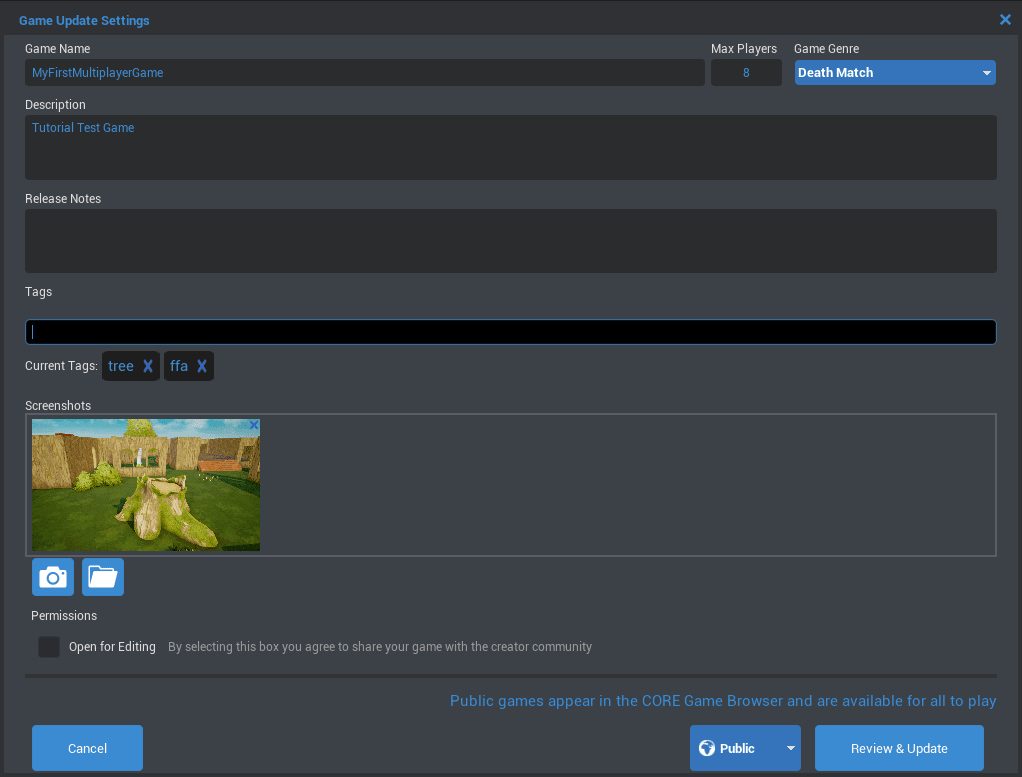 Game Update Settings
Game Name
Max Players
Game Genre
MyFirstMultiplayerGame
8
Death Match
Description
Tutorial Test Game
Release Notes
Tags
Current Tags: tree X ffa X
Screenshots
Permissions
Open for Editing By selecting this box you agree to share your game with the creator community
Public games appear in the CORE Game Browser and are available for all to play
Cancel
Public
Review & Update